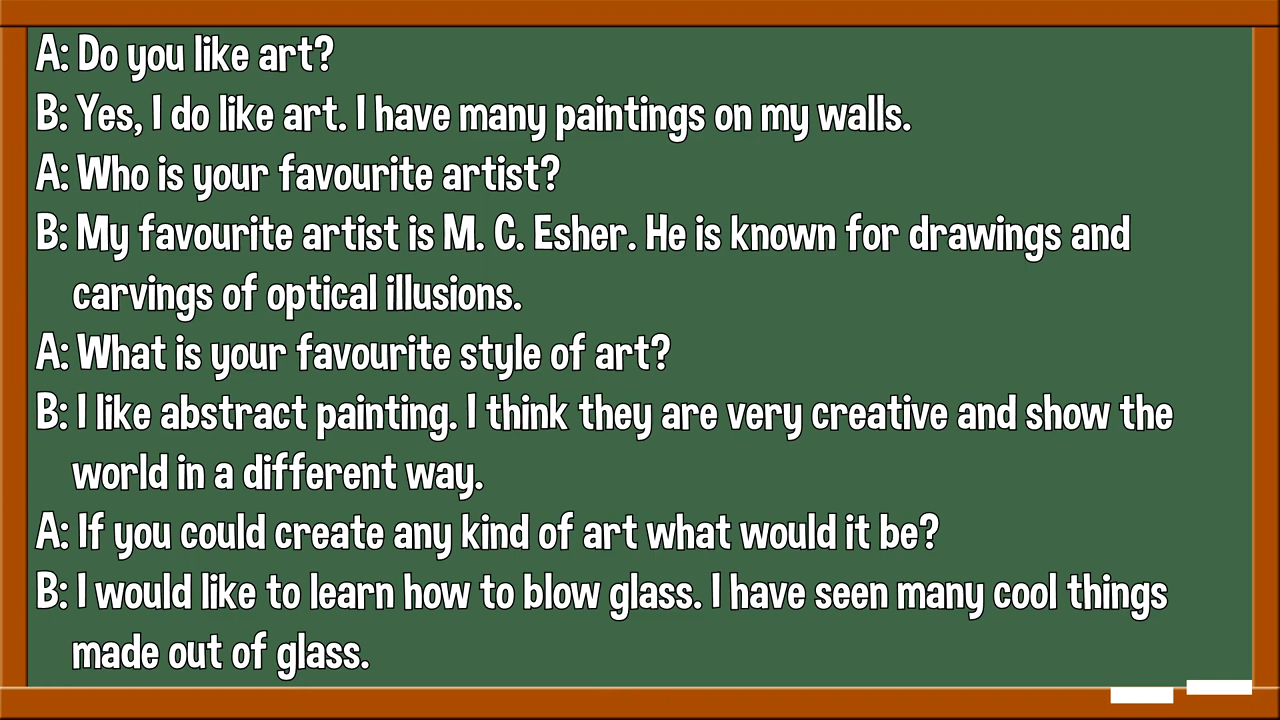 A: Do you like art?
B: Yes, I do like art. I have many paintings on my walls.
A: Who is your favourite artist?
B: My favourite artist is M. C. Esher. He is known for drawings and
carvings of optical illusions.
A: What is your favourite style of art?
B: I like abstract painting. I think they are very creative and show the
world in a different way.
A: If you could create any kind of art what would it be?
B: I would like to learn how to blow glass. I have seen many cool things
made out of glass.